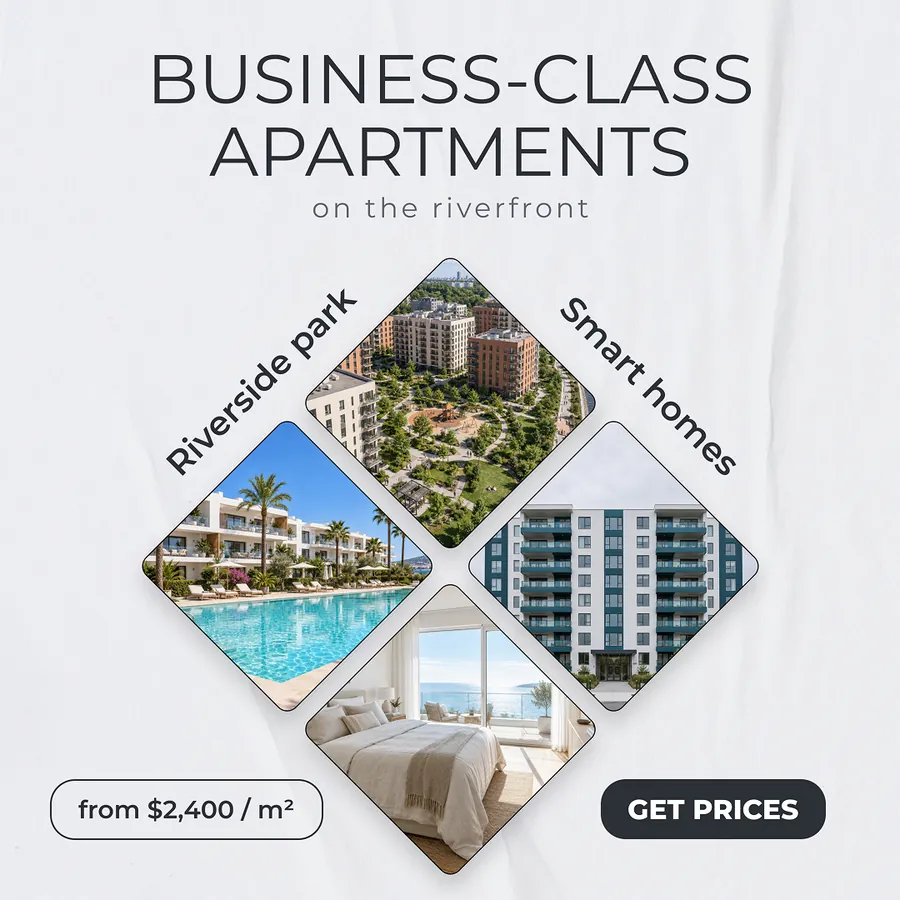 BUSINESS-CLASS
APARTMENTS
on the riverfront
Riverside park
Smart homes
from $2,400 / m²
GET PRICES